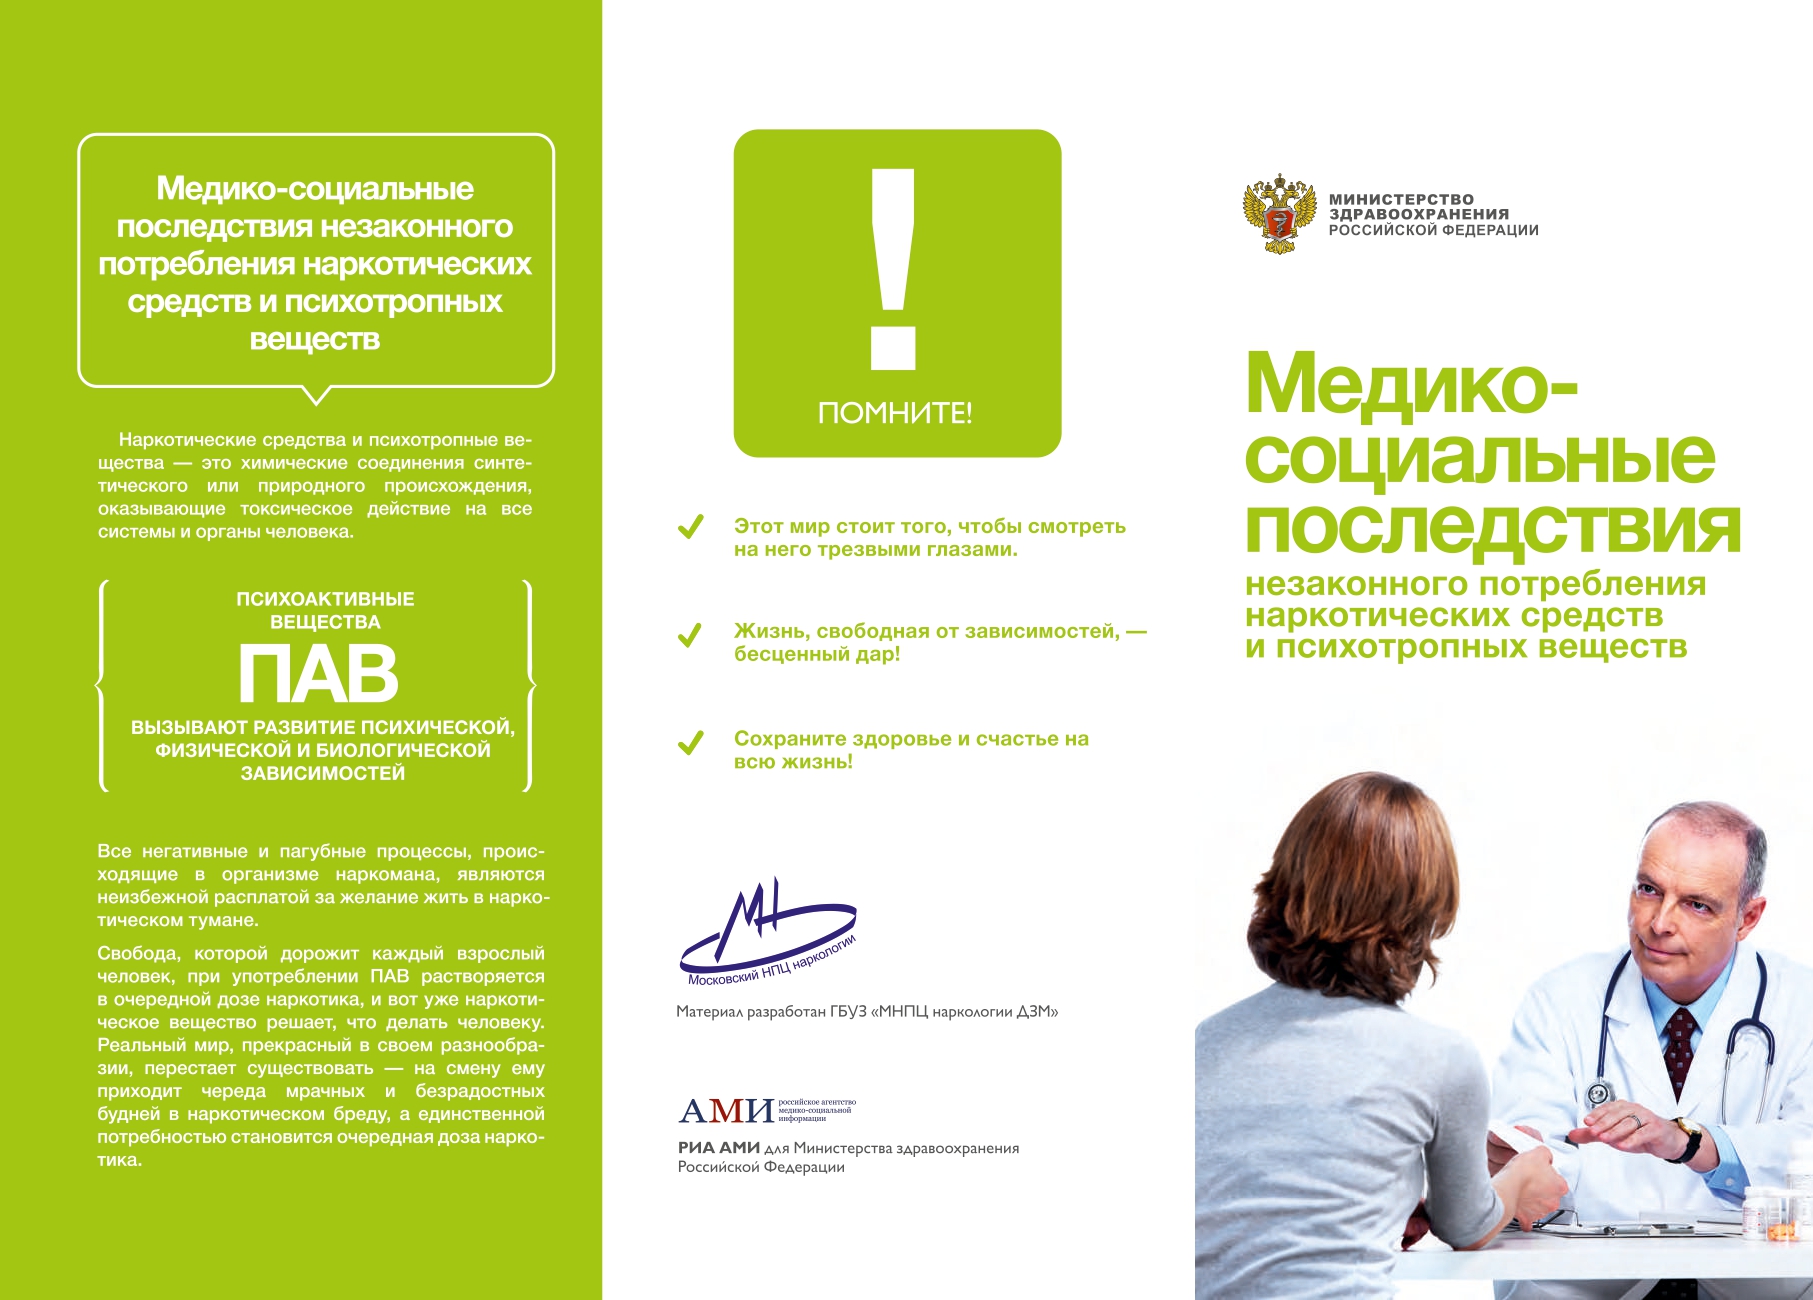 Медико-социальные
последствия незаконного
потребления наркотических
средств и психотропных
веществ
Наркотические средства и психотропные ве-
щества — это химические соединения синте-
тического или природного происхождения,
оказывающие токсическое действие на все
системы и органы человека.
ПСИХОАКТИВНЫЕ
ВЕЩЕСТВА
ПАВ
ВЫЗЫВАЮТ РАЗВИТИЕ ПСИХИЧЕСКОЙ,
ФИЗИЧЕСКОЙ И БИОЛОГИЧЕСКОЙ
ЗАВИСИМОСТЕЙ
Все негативные и пагубные процессы, проис-
ходящие в организме наркомана, являются
неизбежной расплатой за желание жить в нарко-
тическом тумане.
Свобода, которой дорожит каждый взрослый
человек, при употреблении ПАВ растворяется
в очередной дозе наркотика, и вот уже наркоти-
ческое вещество решает, что делать человеку.
Реальный мир, прекрасный в своем разнообра-
зии, перестает существовать — на смену ему
приходит череда мрачных и безрадостных
будней в наркотическом бреду, а единственной
потребностью становится очередная доза нарко-
тика.
!
ПОМНИТЕ!
Этот мир стоит того, чтобы смотреть
на него трезвыми глазами.
Жизнь, свободная от зависимостей, —
бесценный дар!
Сохраните здоровье и счастье на
всю жизнь!
МН
Московский НПЦ наркологии
Материал разработан ГБУЗ «МНПЦ наркологии ДЗМ»
АМИ
российское агентство
медико-социальной
информации
РИА АМИ для Министерства здравоохранения
Российской Федерации
МИНИСТЕРСТВО
ЗДРАВООХРАНЕНИЯ
РОССИЙСКОЙ ФЕДЕРАЦИИ
Медико-
социальные
последствия
незаконного потребления
наркотических средств
и психотропных веществ